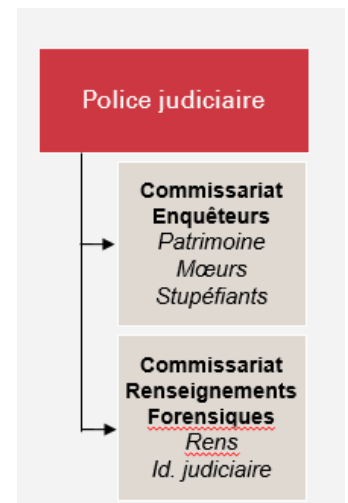 Police judiciaire
Commissariat
Enquêteurs
Patrimoine
Mœurs
Stupéfiants
Commissariat
Renseignements
Forensiques
Rens
Id. judiciaire